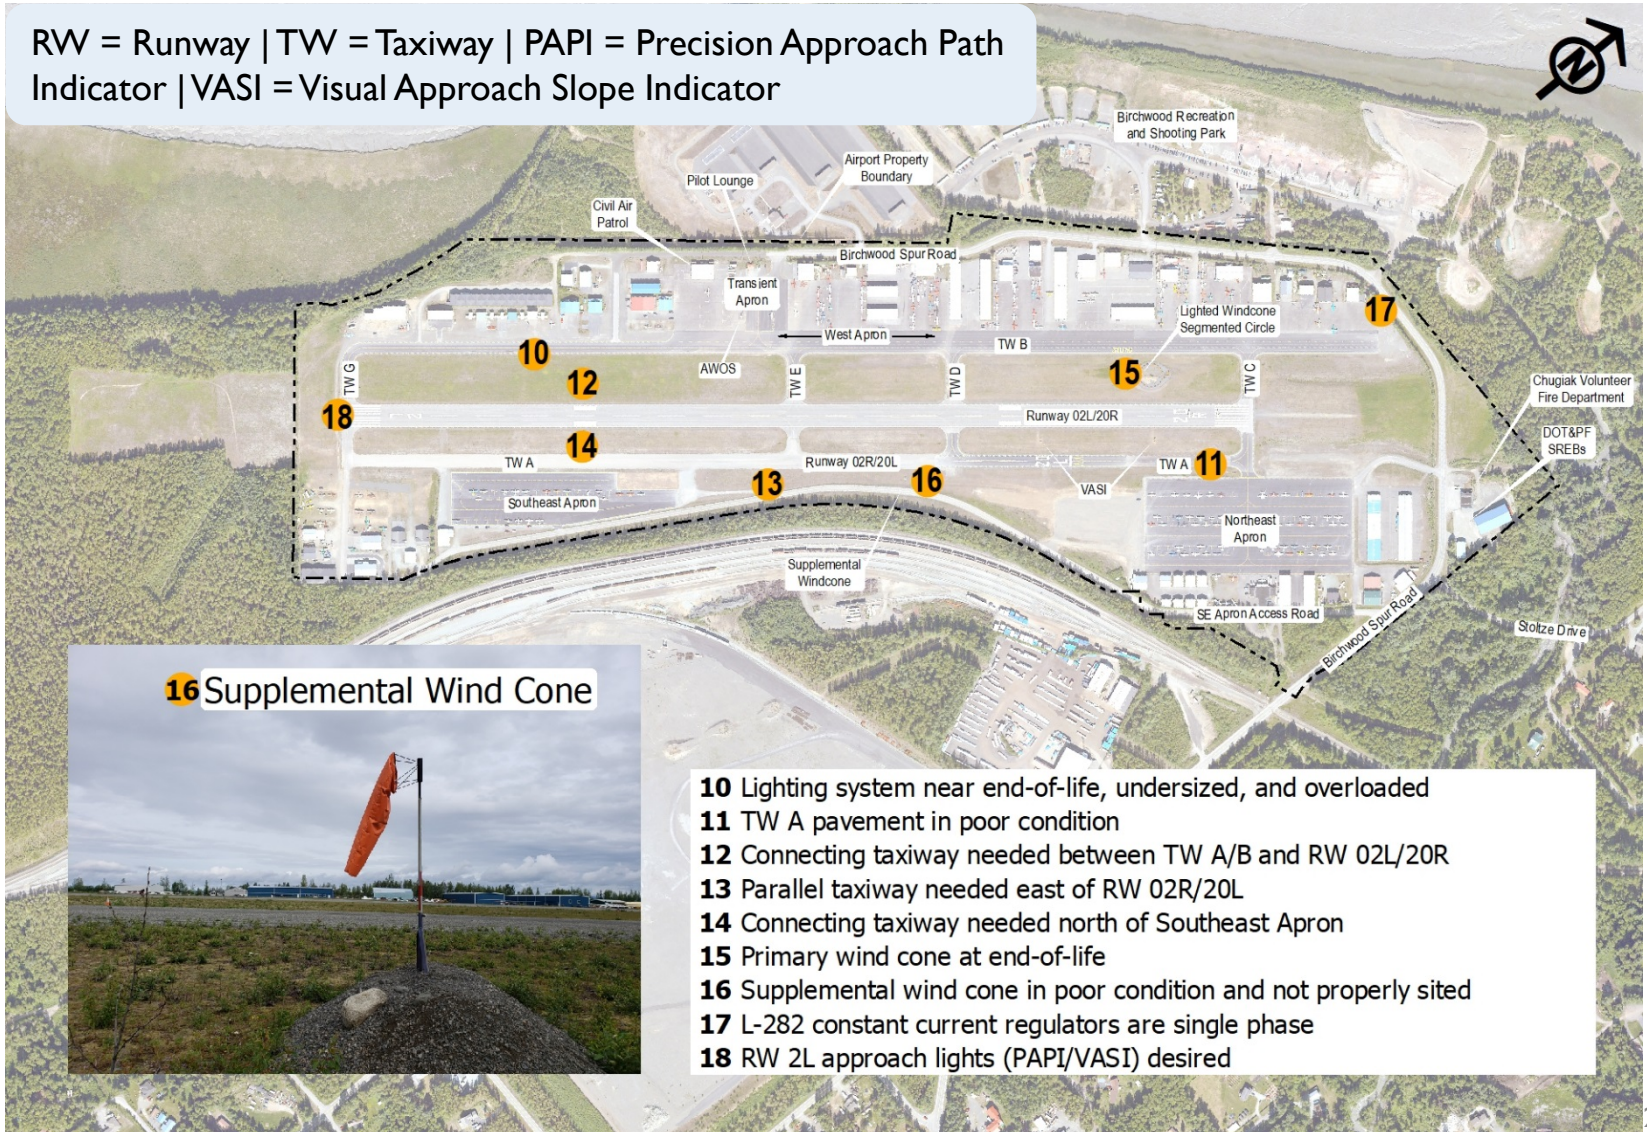 RW = Runway | TW = Taxiway | PAPI = Precision Approach Path
Indicator | VASI = Visual Approach Slope Indicator
N
Birchwood Recreation
and Shooting Park
Airport Property
Boundary
Pilot Lounge
Civil Air
Patrol
Birchwood Spur Road
Transient
Apron
Lighted Windcone
Segmented Circle
17
West Apron
TW B
10
AWOS
15
TW G
12
TW E
TW D
TW C
Chugiak Volunteer
Fire Department
18
Runway 02L/20R
DOT&PF
SREBs
14
TW A
Runway 02R/20L
TW A
11
13
16
VASI
Southeast Apron
Northeast
Apron
Supplemental
Windcone
SE Apron Access Road
Birchwood Spur Road
Stoltze Drive
16 Supplemental Wind Cone
10 Lighting system near end-of-life, undersized, and overloaded
11 TW A pavement in poor condition
12 Connecting taxiway needed between TW A/B and RW 02L/20R
13 Parallel taxiway needed east of RW 02R/20L
14 Connecting taxiway needed north of Southeast Apron
15 Primary wind cone at end-of-life
16 Supplemental wind cone in poor condition and not properly sited
17 L-282 constant current regulators are single phase
18 RW 2L approach lights (PAPI/VASI) desired